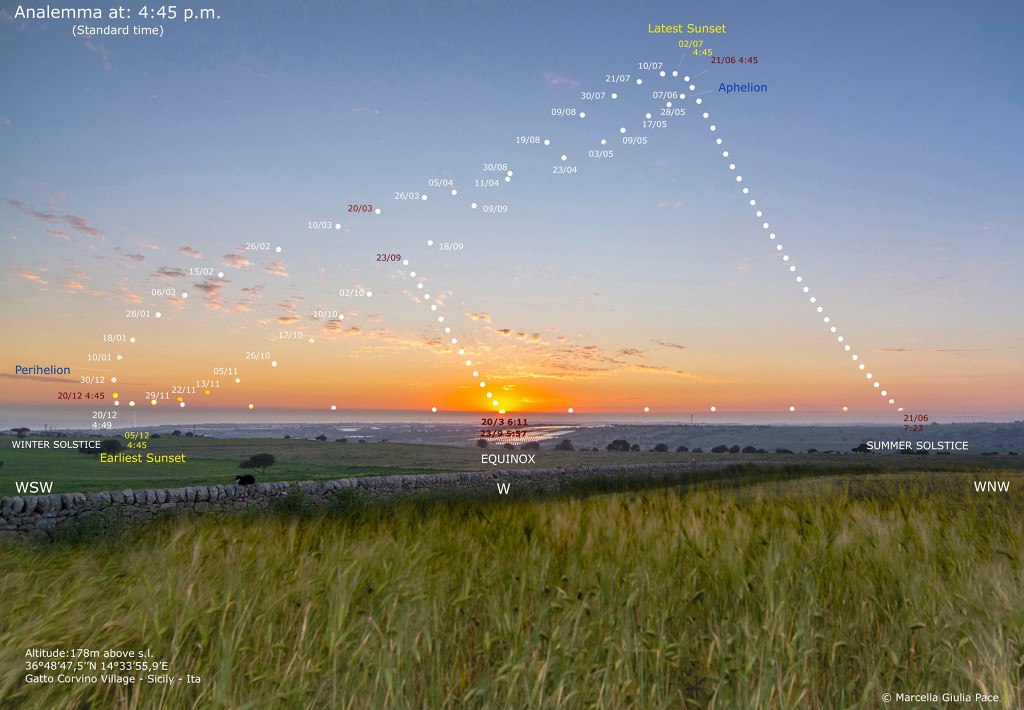 Analemma at: 4:45 p.m.
(Standard time)
Latest Sunset
02/07
4:45
21/06 4:45
10/07
21/07
Aphelion
30/07
07/06
28/05
09/08
17/05
09/05
19/08
03/05
23/04
30/08
11/04
05/04
26/03
09/09
20/03
10/03
18/09
26/02
23/09
15/02
06/02
02/10
28/01
10/10
18/01
17/10
10/01
26/10
Perihelion
05/11
30/12
13/11
22/11
20/12 4:45
29/11
20/12
4:49
05/12
4:45
Earliest Sunset
20/3 6:11
23/9 5:57
21/06
7:23
WINTER SOLSTICE
EQUINOX
SUMMER SOLSTICE
WSW
W
WNW
Altitude:178m above s.l.
36°48'47,5’’N 14°33'55,9'E
Gatto Corvino Village - Sicily - Ita
© Marcella Giulia Pace